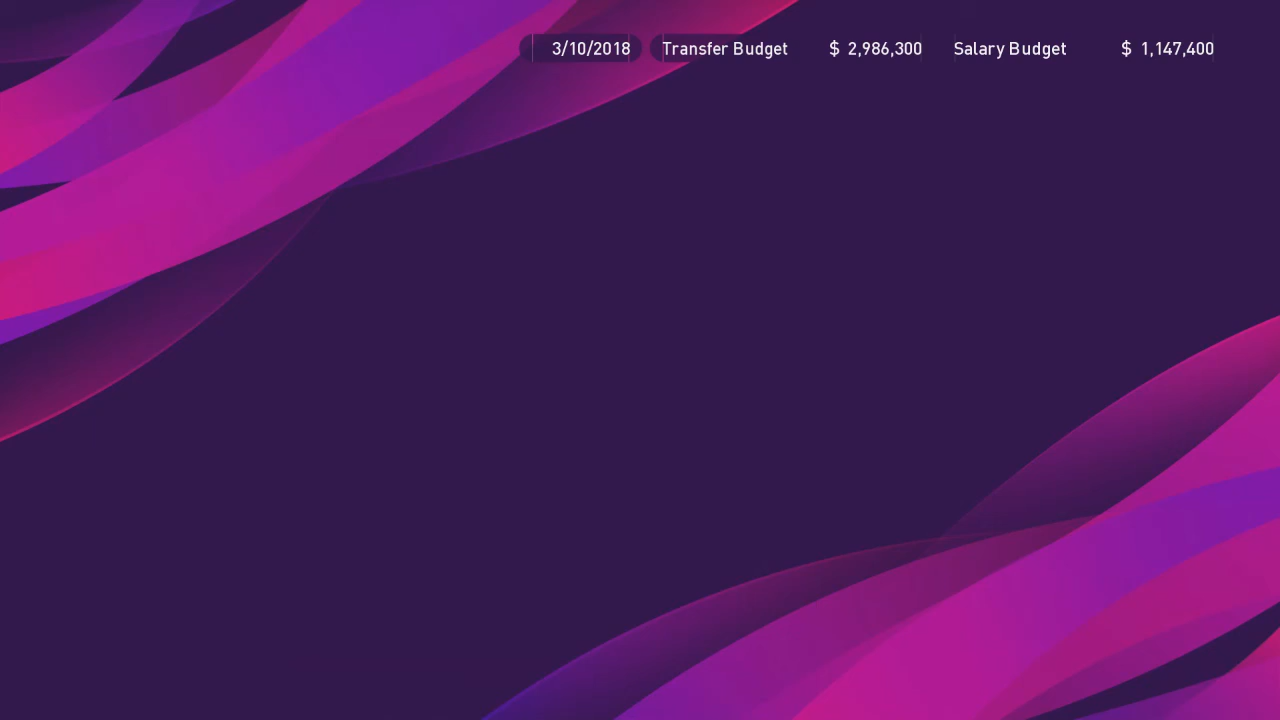 3/10/2018 Transfer Budget $ 2,986,300 Salary Budget $ 1,147,400